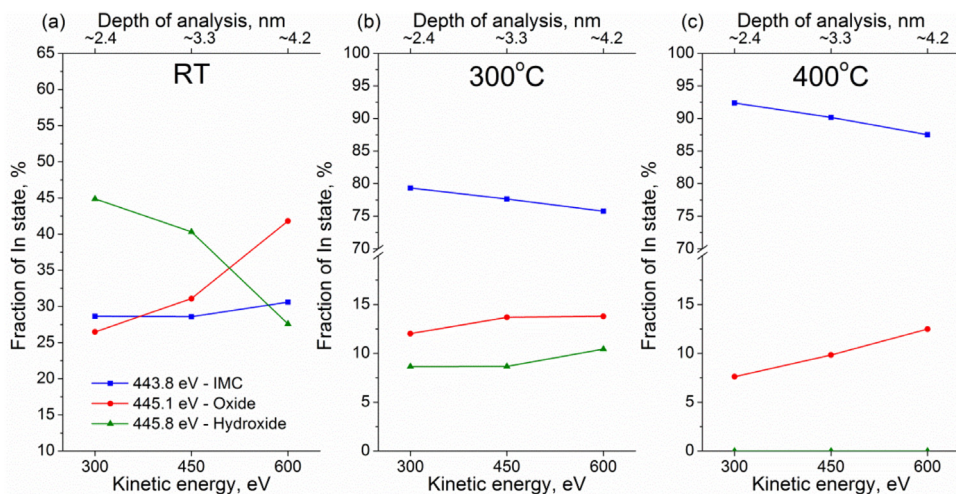 (a) Depth of analysis, nm
~2.4 ~3.3 ~4.2
RT
65
60
55
50
45
40
35
30
25
20
15
10
Fraction of In state, %
443.8 eV - IMC
445.1 eV - Oxide
445.8 eV - Hydroxide
300 450 600
Kinetic energy, eV
(b) Depth of analysis, nm
~2.4 ~3.3 ~4.2
300°C
100
95
90
85
80
75
70
15
10
5
0
Fraction of In state, %
300 450 600
Kinetic energy, eV
(c) Depth of analysis, nm
~2.4 ~3.3 ~4.2
400°C
100
95
90
85
80
75
70
15
10
5
0
Fraction of In state, %
300 450 600
Kinetic energy, eV